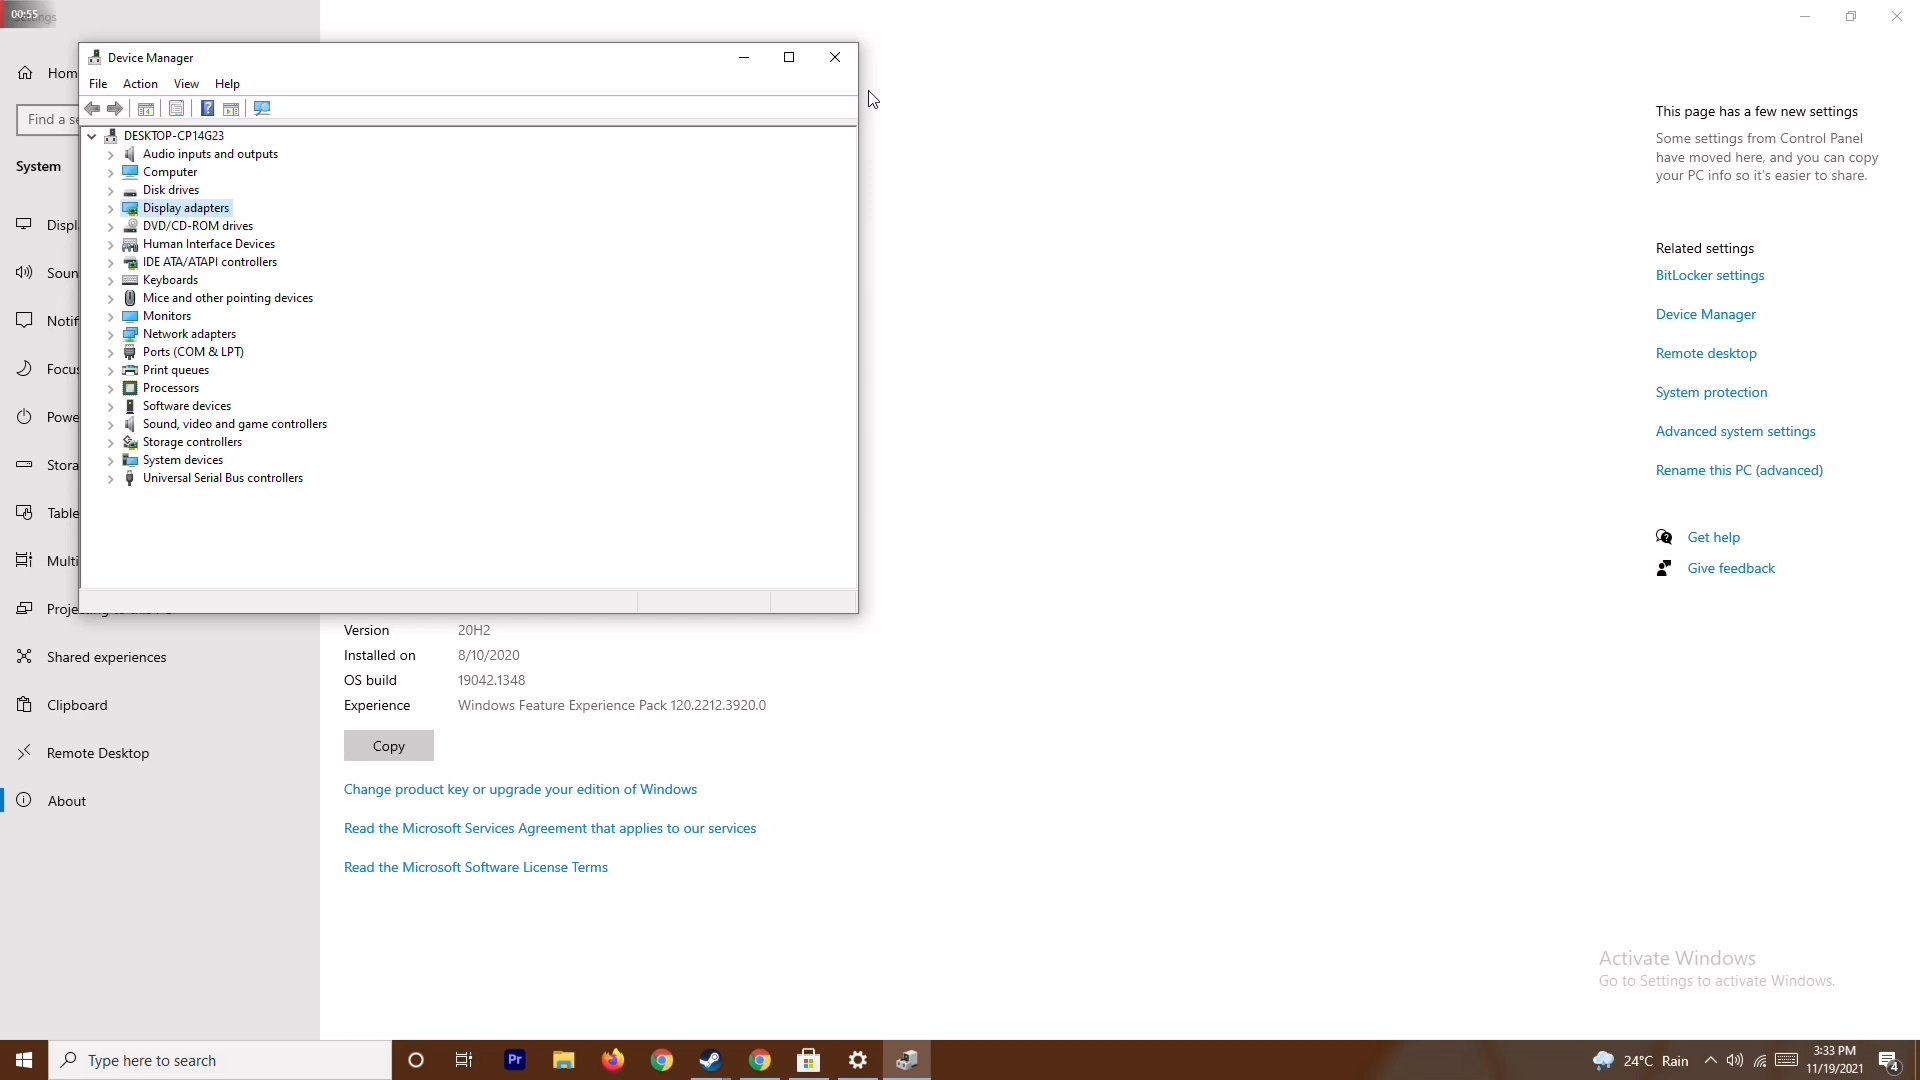 00:55
Settings
Device Manager
File Action View Help
DESKTOP-CP14G23
Audio inputs and outputs
Computer
Disk drives
Display adapters
DVD/CD-ROM drives
Human Interface Devices
IDE ATA/ATAPI controllers
Keyboards
Mice and other pointing devices
Monitors
Network adapters
Ports (COM & LPT)
Print queues
Processors
Software devices
Sound, video and game controllers
Storage controllers
System devices
Universal Serial Bus controllers
Hom
Find a se
System
Displ
Soun
Notif
Focus
Powe
Stora
Table
Multi
Shared experiences
Clipboard
Remote Desktop
About
Version 20H2
Installed on 8/10/2020
OS build 19042.1348
Experience Windows Feature Experience Pack 120.2212.3920.0
Copy
Change product key or upgrade your edition of Windows
Read the Microsoft Services Agreement that applies to our services
Read the Microsoft Software License Terms
This page has a few new settings
Some settings from Control Panel
have moved here, and you can copy
your PC info so it's easier to share.
Related settings
BitLocker settings
Device Manager
Remote desktop
System protection
Advanced system settings
Rename this PC (advanced)
Get help
Give feedback
Activate Windows
Go to Settings to activate Windows.
Type here to search
Pr
24°C Rain
3:33 PM
11/19/2021
4